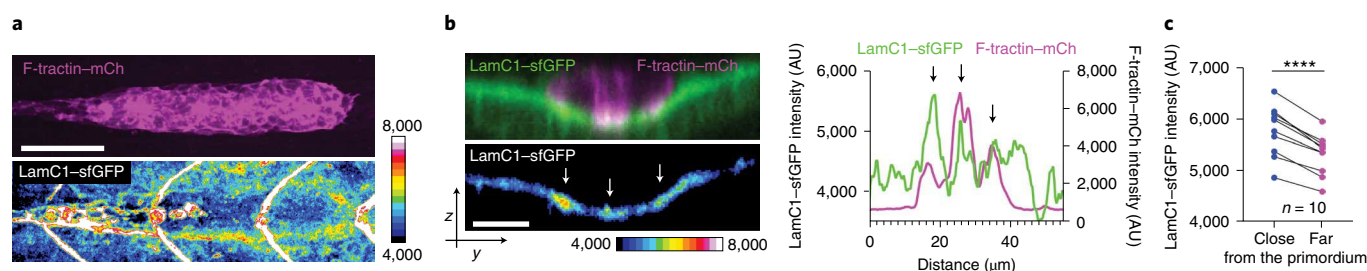 a
F-tractin–mCh
LamC1–sfGFP
8,000
4,000
b
LamC1–sfGFP
F-tractin–mCh
LamC1–sfGFP
z
y
4,000
8,000
LamC1–sfGFP
F-tractin–mCh
LamC1–sfGFP intensity (AU)
6,000
5,000
4,000
F-tractin–mCh intensity (AU)
8,000
6,000
4,000
2,000
0
0
20
40
Distance (μm)
c
LamC1–sfGFP intensity (AU)
7,000
6,000
5,000
4,000
****
n = 10
Close Far
from the primordium